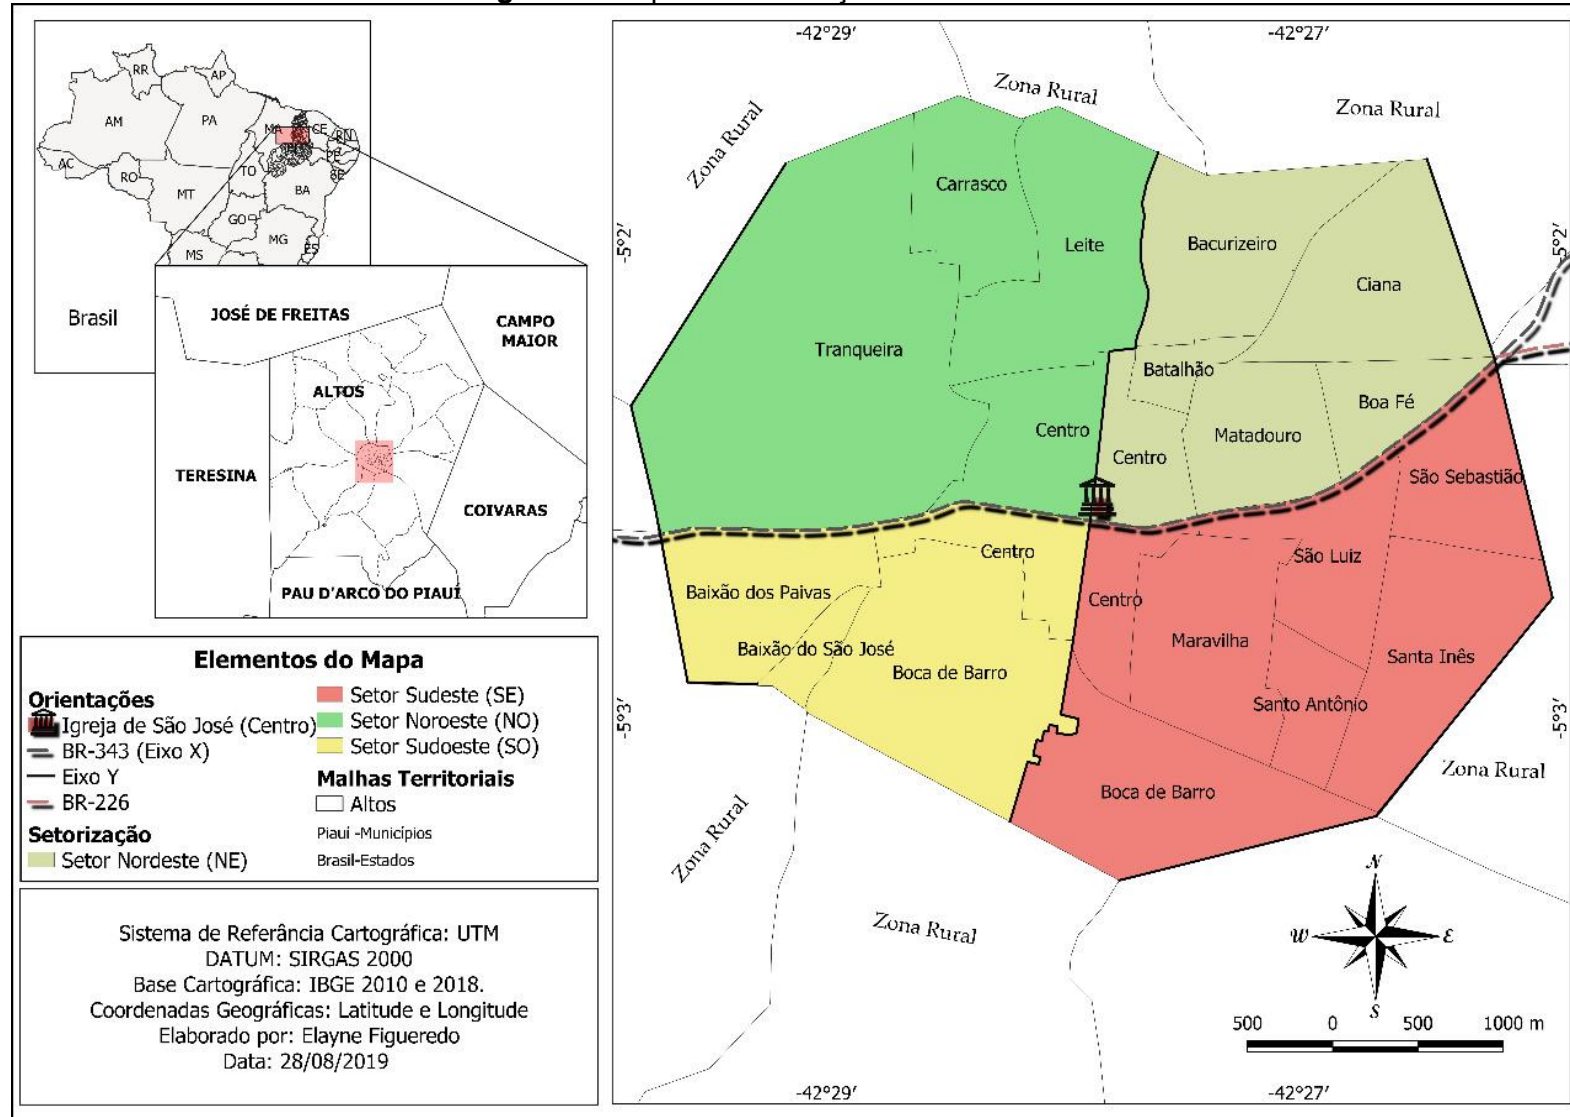 RR
AP
AM
PA
MA
CE
RN
PE
SE
AC
RO
TO
MT
BA
GO
MG
ES
MS
Brasil
JOSÉ DE FREITAS
CAMPO
MAIOR
ALTOS
TERESINA
COIVARAS
PAU D'ARCO DO PIAUÍ
Elementos do Mapa
Orientações
Igreja de São José (Centro)
BR-343 (Eixo X)
Eixo Y
BR-226
Setorização
Setor Nordeste (NE)
Setor Sudeste (SE)
Setor Noroeste (NO)
Setor Sudoeste (SO)
Malhas Territoriais
Altos
Piauí -Municípios
Brasil-Estados
Sistema de Referência Cartográfica: UTM
DATUM: SIRGAS 2000
Base Cartográfica: IBGE 2010 e 2018.
Coordenadas Geográficas: Latitude e Longitude
Elaborado por: Elayne Figueredo
Data: 28/08/2019
-42°29'
-42°27'
Zona Rural
Zona Rural
Zona Rural
-5°2'
-5°2'
Carrasco
Leite
Bacurizeiro
Ciana
Tranqueira
Batalhão
Boa Fé
Centro
Matadouro
Centro
São Sebastião
Centro
São Luiz
Baixão dos Paivas
Centro
Maravilha
Baixão do São José
Boca de Barro
Santa Inês
Santo Antônio
-5°3'
-5°3'
Boca de Barro
Zona Rural
Zona Rural
Zona Rural
N
W
E
S
500 0 500 1000 m
-42°29'
-42°27'